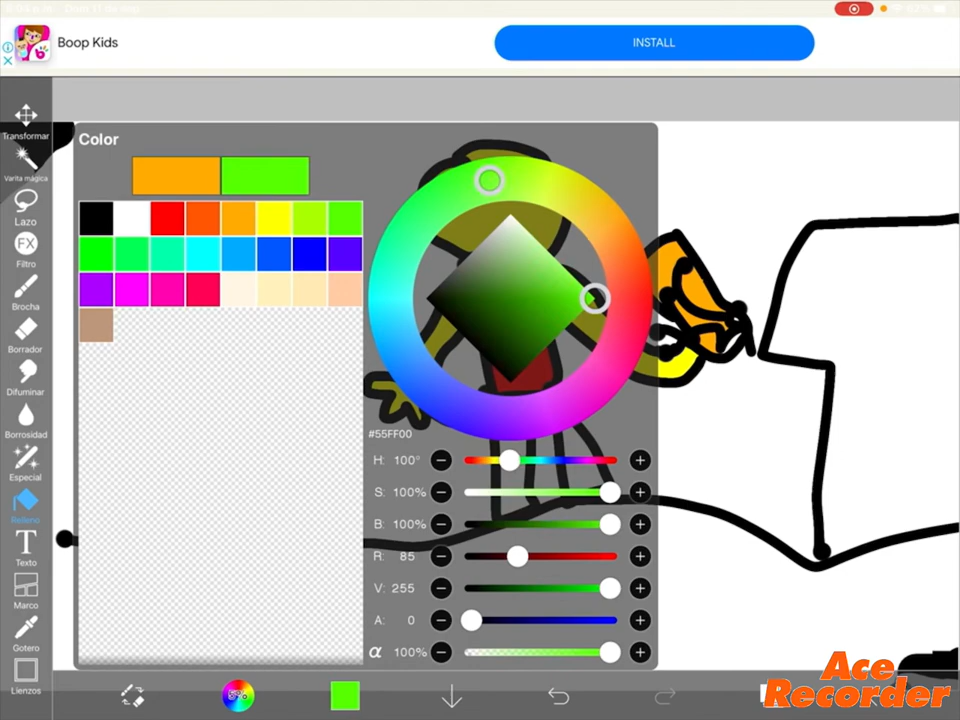 Boop Kids
INSTALL
Transformar
Varita mágica
Lazo
FX
Filtro
Brocha
Borrador
Difuminar
Borrosidad
Especial
Relleno
T
Texto
Marco
Gotero
Lienzos
Color
#55FF00
H: 100°
S: 100%
B: 100%
R: 85
V: 255
A: 0
α 100%
Ace
Recorder